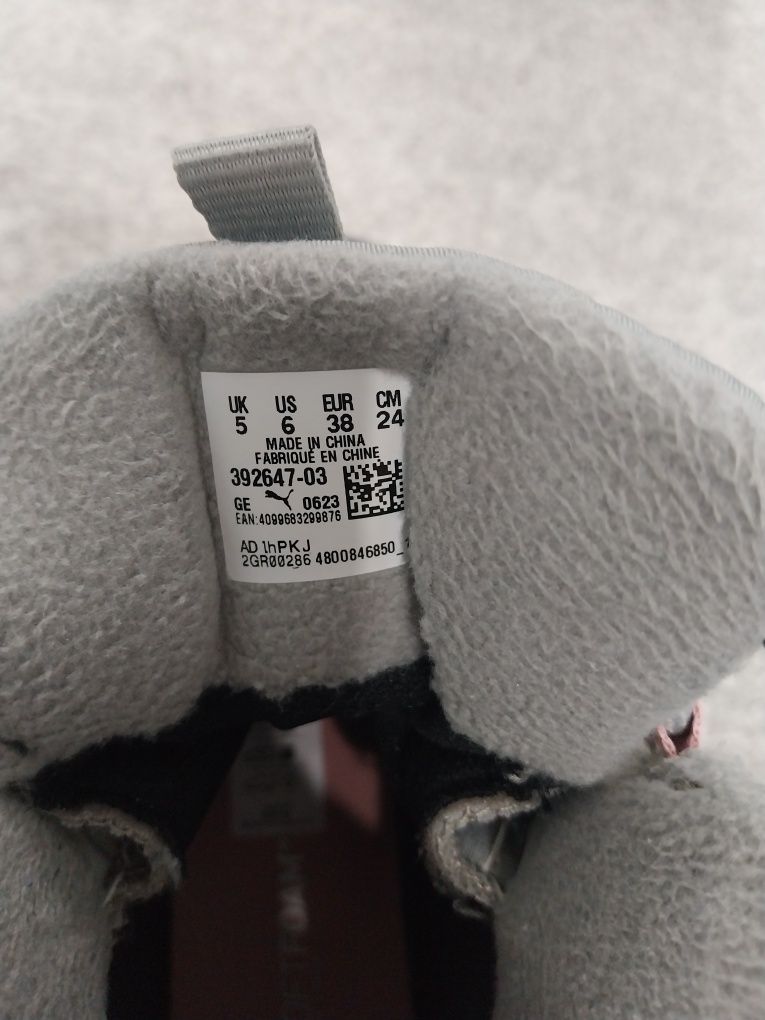 UK US EUR CM
5 6 38 24
MADE IN CHINA
FABRIQUÉ EN CHINE
392647-03
GE 0623
EAN:4099683299876
AD 1hPKJ
2GR00286 4800846850_